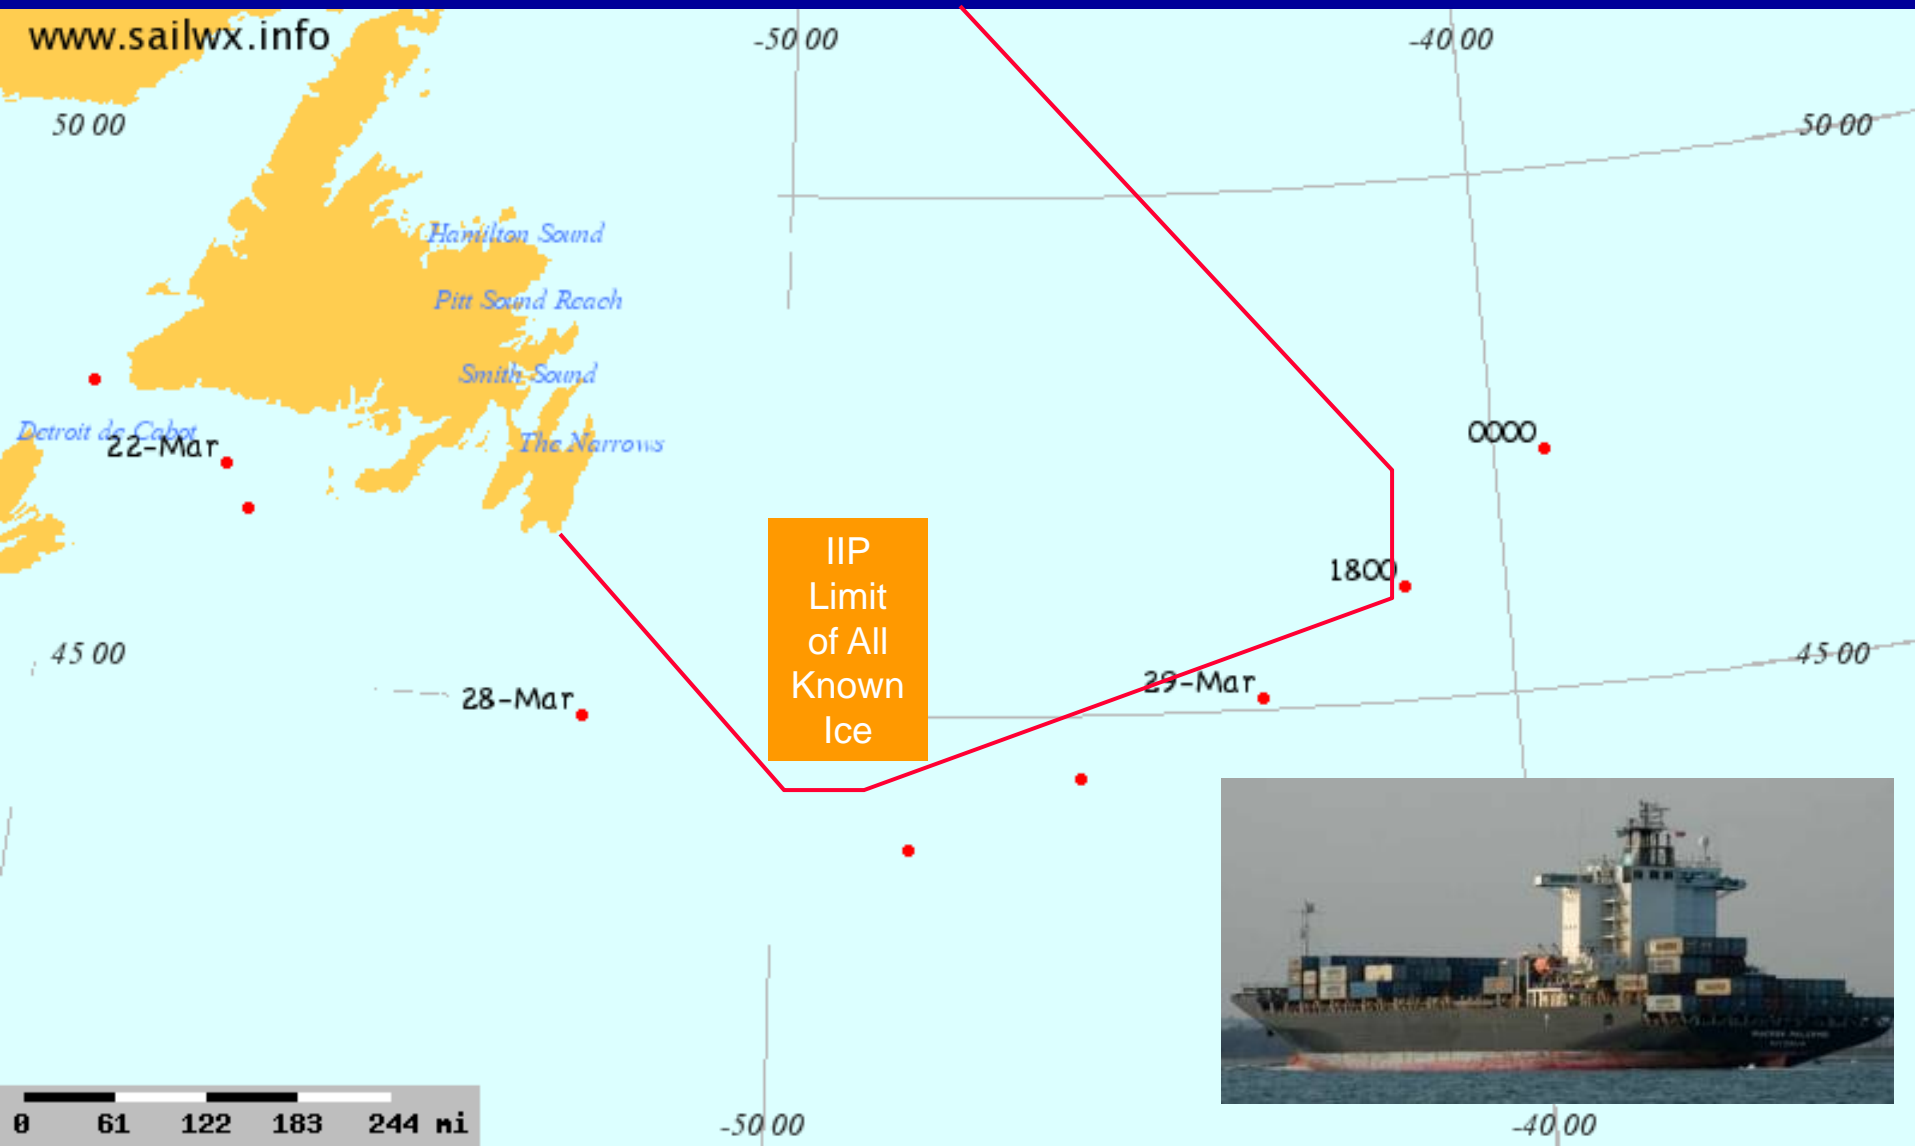 www.sailwx.info
-50 00
-40 00
50 00
50 00
Hamilton Sound
Pitt Sound Reach
Smith Sound
Detroit de Cabot
22-Mar
The Narrows
0000
IIP
Limit
of All
Known
Ice
1800
45 00
45 00
28-Mar
29-Mar
0 61 122 183 244 mi
-50 00
-40 00